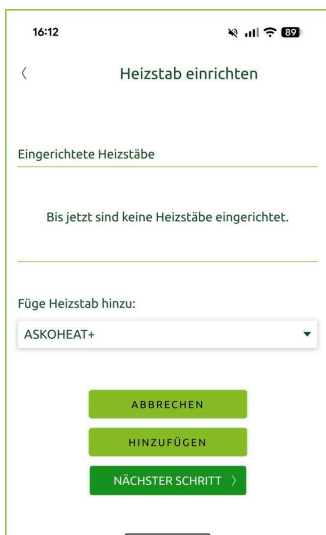 16:12
89
Heizstab einrichten
Eingerichtete Heizstäbe
Bis jetzt sind keine Heizstäbe eingerichtet.
Füge Heizstab hinzu:
ASKOHEAT+
ABBRECHEN
HINZUFÜGEN
NÄCHSTER SCHRITT